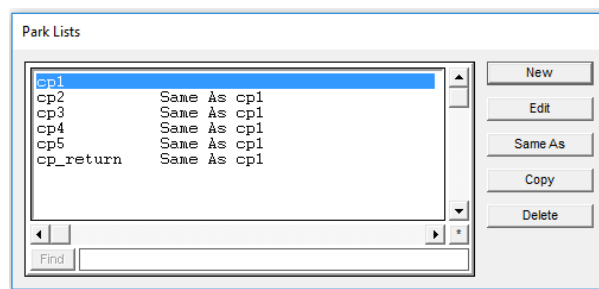 Park Lists
cp1
cp2 Same As cp1
cp3 Same As cp1
cp4 Same As cp1
cp5 Same As cp1
cp_return Same As cp1
*
Find
New
Edit
Same As
Copy
Delete